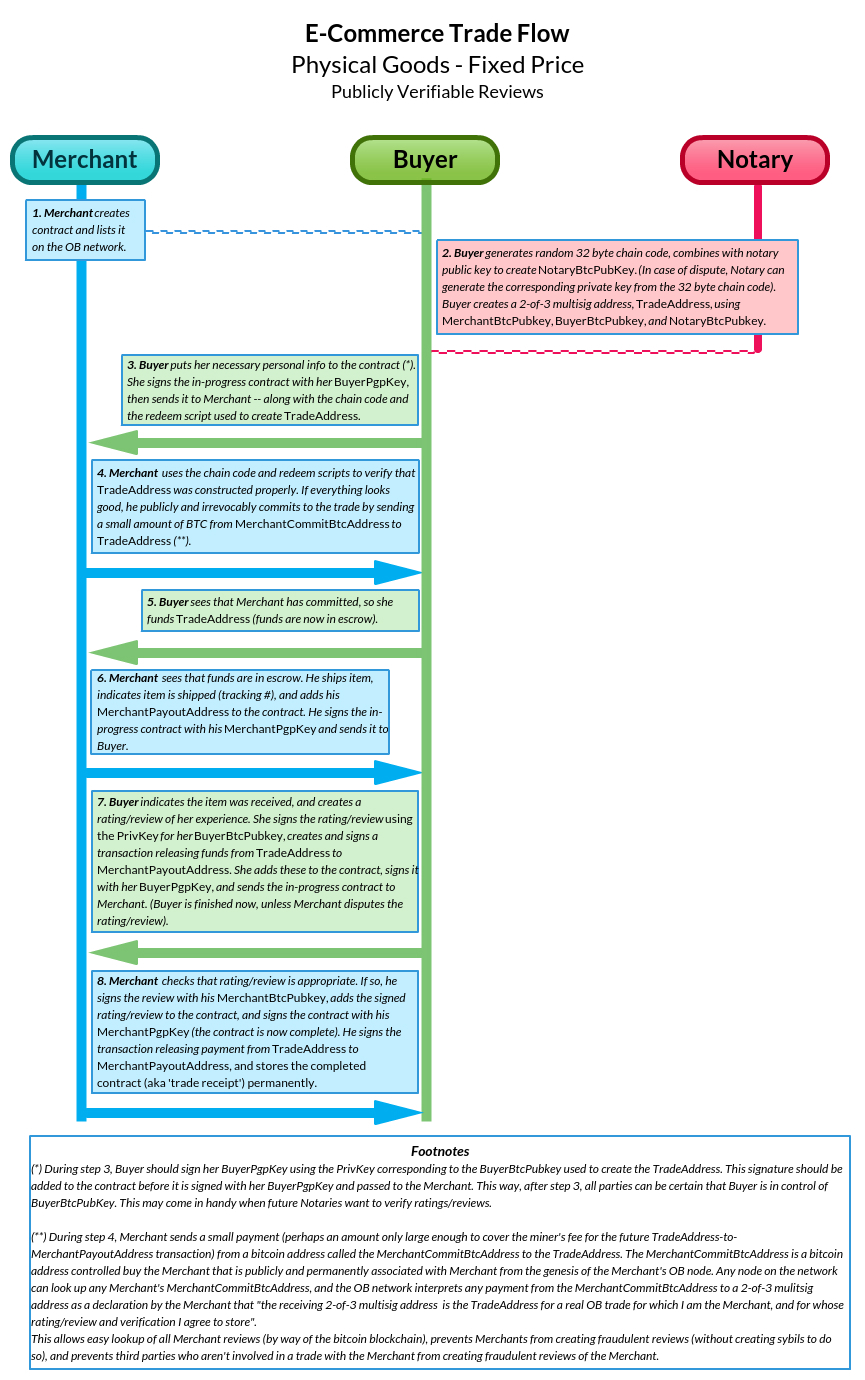 E-Commerce Trade Flow
Physical Goods - Fixed Price
Publicly Verifiable Reviews
Merchant
Buyer
Notary
1. Merchant creates
contract and lists it
on the OB network.
2. Buyer generates random 32 byte chain code, combines with notary
public key to create NotaryBtcPubKey. (In case of dispute, Notary can
generate the corresponding private key from the 32 byte chain code).
Buyer creates a 2-of-3 multisig address, TradeAddress, using
MerchantBtcPubkey, BuyerBtcPubkey, and NotaryBtcPubkey.
3. Buyer puts her necessary personal info to the contract (*).
She signs the in-progress contract with her BuyerPgpKey,
then sends it to Merchant -- along with the chain code and
the redeem script used to create TradeAddress.
4. Merchant uses the chain code and redeem scripts to verify that
TradeAddress was constructed properly. If everything looks
good, he publicly and irrevocably commits to the trade by sending
a small amount of BTC from MerchantCommitBtcAddress to
TradeAddress (**).
5. Buyer sees that Merchant has committed, so she
funds TradeAddress (funds are now in escrow).
6. Merchant sees that funds are in escrow. He ships item,
indicates item is shipped (tracking #), and adds his
MerchantPayoutAddress to the contract. He signs the in-
progress contract with his MerchantPgpKey and sends it to
Buyer.
7. Buyer indicates the item was received, and creates a
rating/review of her experience. She signs the rating/review using
the PrivKey for her BuyerBtcPubkey, creates and signs a
transaction releasing funds from TradeAddress to
MerchantPayoutAddress. She adds these to the contract, signs it
with her BuyerPgpKey, and sends the in-progress contract to
Merchant. (Buyer is finished now, unless Merchant disputes the
rating/review).
8. Merchant checks that rating/review is appropriate. If so, he
signs the review with his MerchantBtcPubkey, adds the signed
rating/review to the contract, and signs the contract with his
MerchantPgpKey (the contract is now complete). He signs the
transaction releasing payment from TradeAddress to
MerchantPayoutAddress, and stores the completed
contract (aka 'trade receipt') permanently.
Footnotes
(*) During step 3, Buyer should sign her BuyerPgpKey using the PrivKey corresponding to the BuyerBtcPubkey used to create the TradeAddress. This signature should be
added to the contract before it is signed with her BuyerPgpKey and passed to the Merchant. This way, after step 3, all parties can be certain that Buyer is in control of
BuyerBtcPubKey. This may come in handy when future Notaries want to verify ratings/reviews.
(**) During step 4, Merchant sends a small payment (perhaps an amount only large enough to cover the miner's fee for the future TradeAddress-to-
MerchantPayoutAddress transaction) from a bitcoin address called the MerchantCommitBtcAddress to the TradeAddress. The MerchantCommitBtcAddress is a bitcoin
address controlled buy the Merchant that is publicly and permanently associated with Merchant from the genesis of the Merchant's OB node. Any node on the network
can look up any Merchant's MerchantCommitBtcAddress, and the OB network interprets any payment from the MerchantCommitBtcAddress to a 2-of-3 mulitsig
address as a declaration by the Merchant that "the receiving 2-of-3 multisig address is the TradeAddress for a real OB trade for which I am the Merchant, and for whose
rating/review and verification I agree to store".
This allows easy lookup of all Merchant reviews (by way of the bitcoin blockchain), prevents Merchants from creating fraudulent reviews (without creating sybils to do
so), and prevents third parties who aren't involved in a trade with the Merchant from creating fraudulent reviews of the Merchant.